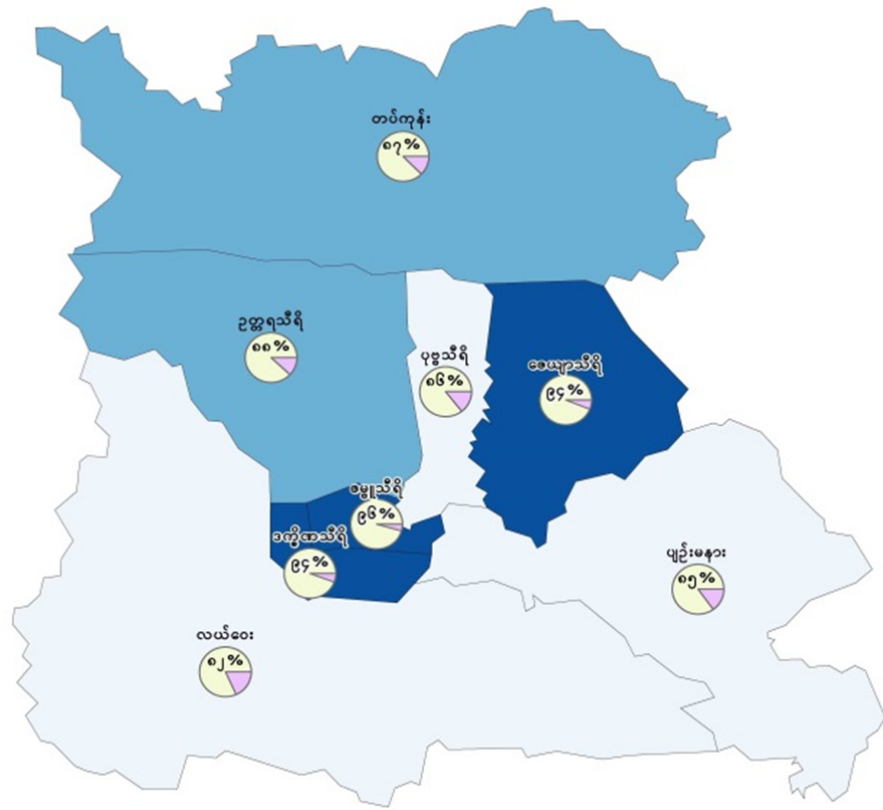 တပ်ကုန်း
၈၇%
ဥတ္တရသီရိ
၈၈%
ပုဗ္ဗသီရိ
၈၆%
ဇေယျာသီရိ
၉၄%
ဇမ္ဗူသီရိ
၉၆%
ဒက္ခိဏသီရိ
၉၄%
ပျဉ်းမနား
၈၅%
လယ်ဝေး
၈၂%